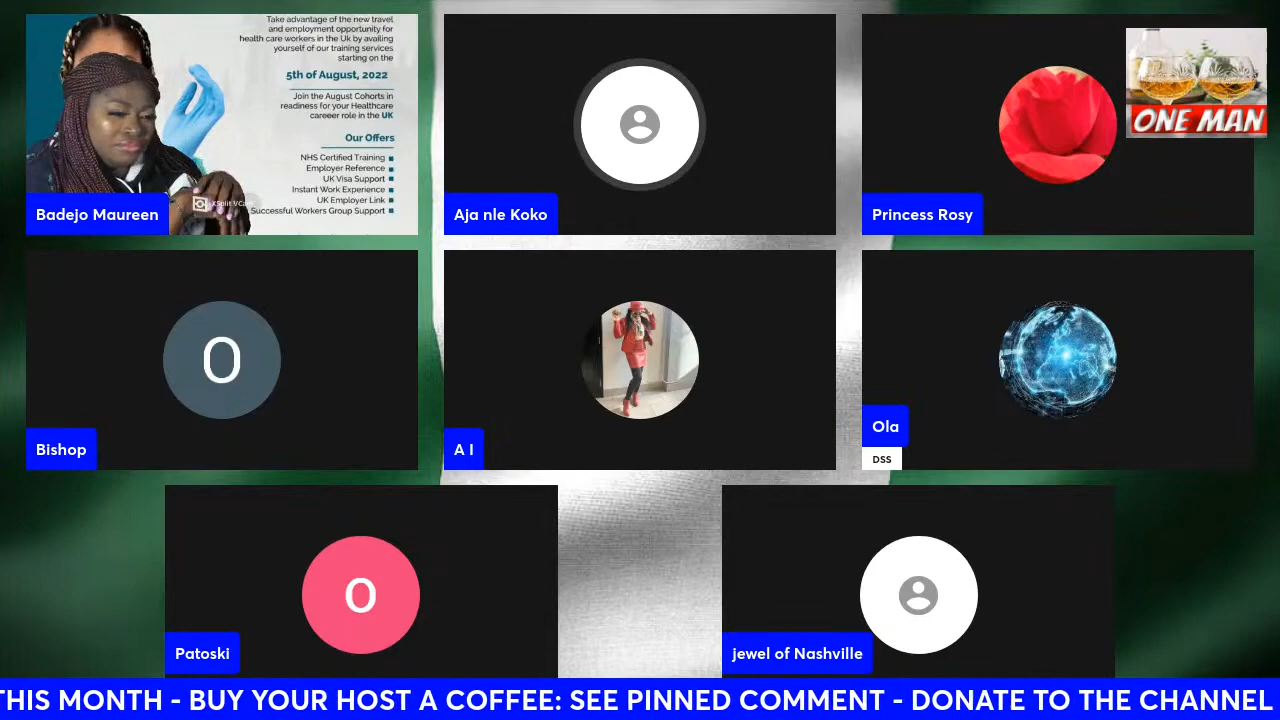 Take advantage of the new travel
and employment opportunity for
health care workers in the Uk by availing
yourself of our training services
starting on the
5th of August, 2022
Join the August Cohorts in
readiness for your Healthcare
careeer role in the UK
Our Offers
NHS Certified Training
Employer Reference
UK Visa Support
Instant Work Experience
UK Employer Link
Successful Workers Group Support
XSplit VCam
Badejo Maureen
Aja nle Koko
Princess Rosy
ONE MAN
O
Bishop
A I
Ola
DSS
O
Patoski
jewel of Nashville
THIS MONTH - BUY YOUR HOST A COFFEE: SEE PINNED COMMENT - DONATE TO THE CHANNEL